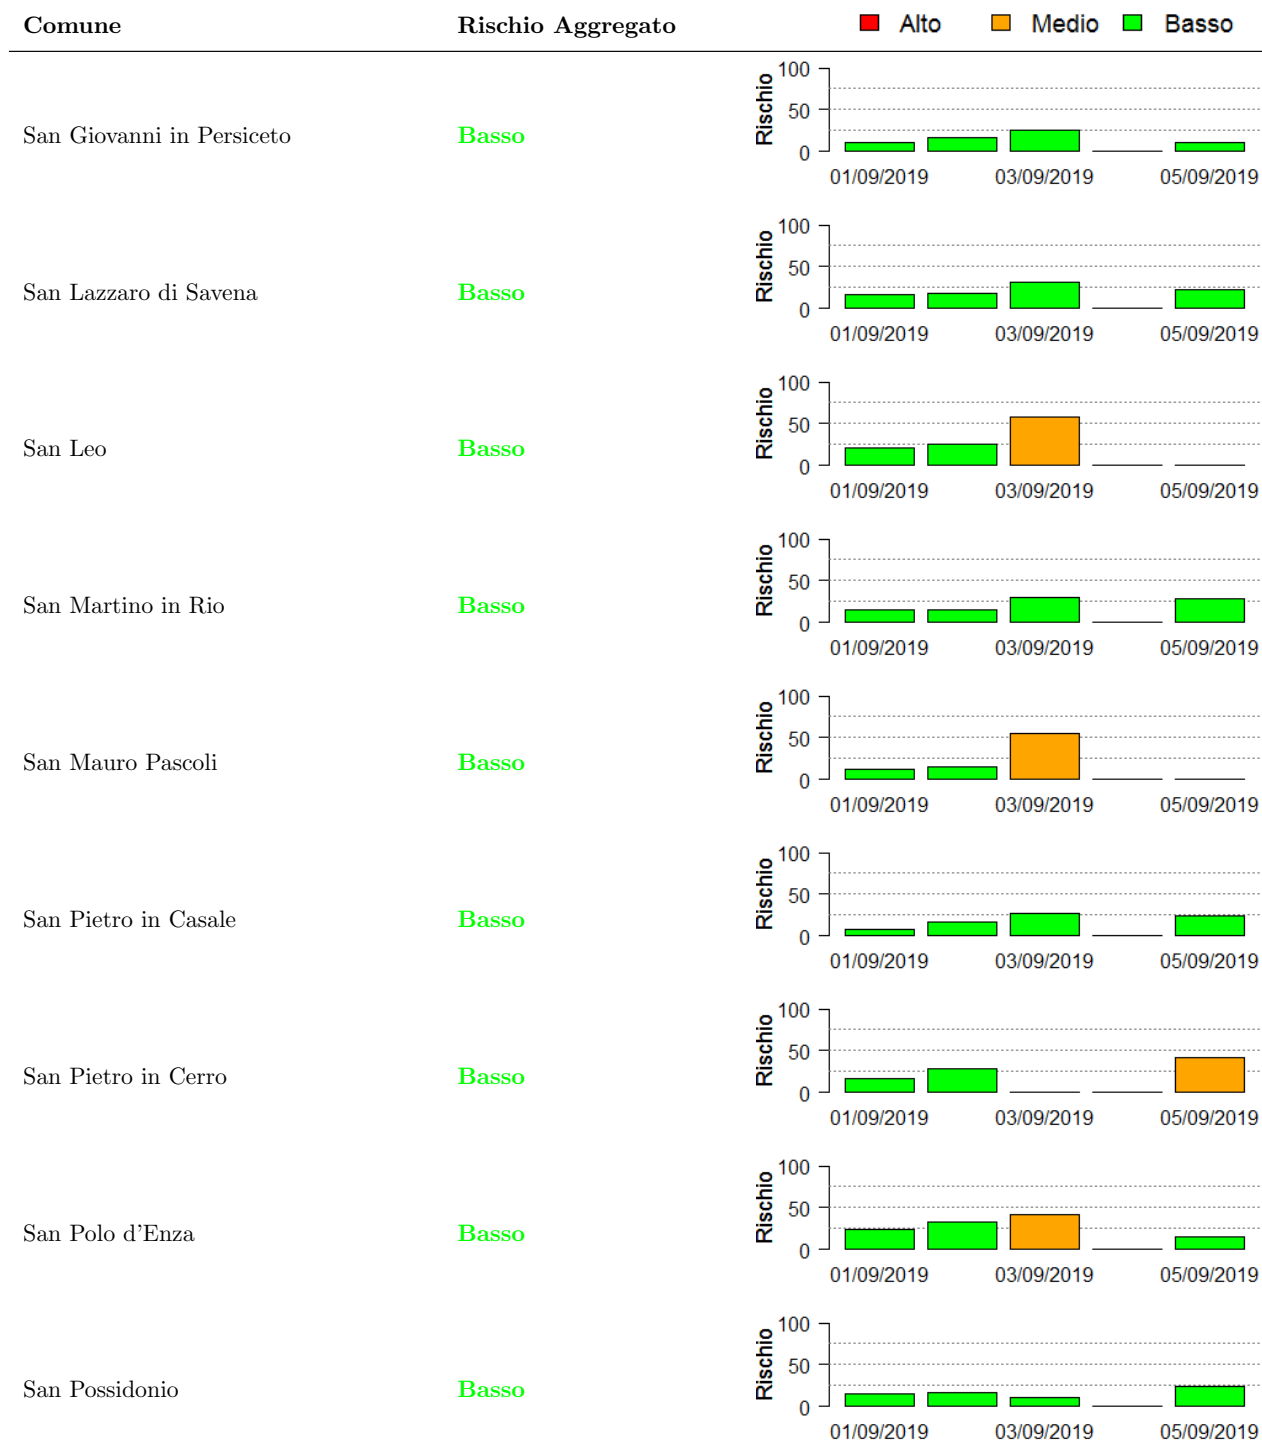 Comune Rischio Aggregato Alto Medio Basso
San Giovanni in Persiceto Basso
Rischio
100
50
0
01/09/2019 03/09/2019 05/09/2019
San Lazzaro di Savena Basso
Rischio
100
50
0
01/09/2019 03/09/2019 05/09/2019
San Leo Basso
Rischio
100
50
0
01/09/2019 03/09/2019 05/09/2019
San Martino in Rio Basso
Rischio
100
50
0
01/09/2019 03/09/2019 05/09/2019
San Mauro Pascoli Basso
Rischio
100
50
0
01/09/2019 03/09/2019 05/09/2019
San Pietro in Casale Basso
Rischio
100
50
0
01/09/2019 03/09/2019 05/09/2019
San Pietro in Cerro Basso
Rischio
100
50
0
01/09/2019 03/09/2019 05/09/2019
San Polo d'Enza Basso
Rischio
100
50
0
01/09/2019 03/09/2019 05/09/2019
San Possidonio Basso
Rischio
100
50
0
01/09/2019 03/09/2019 05/09/2019